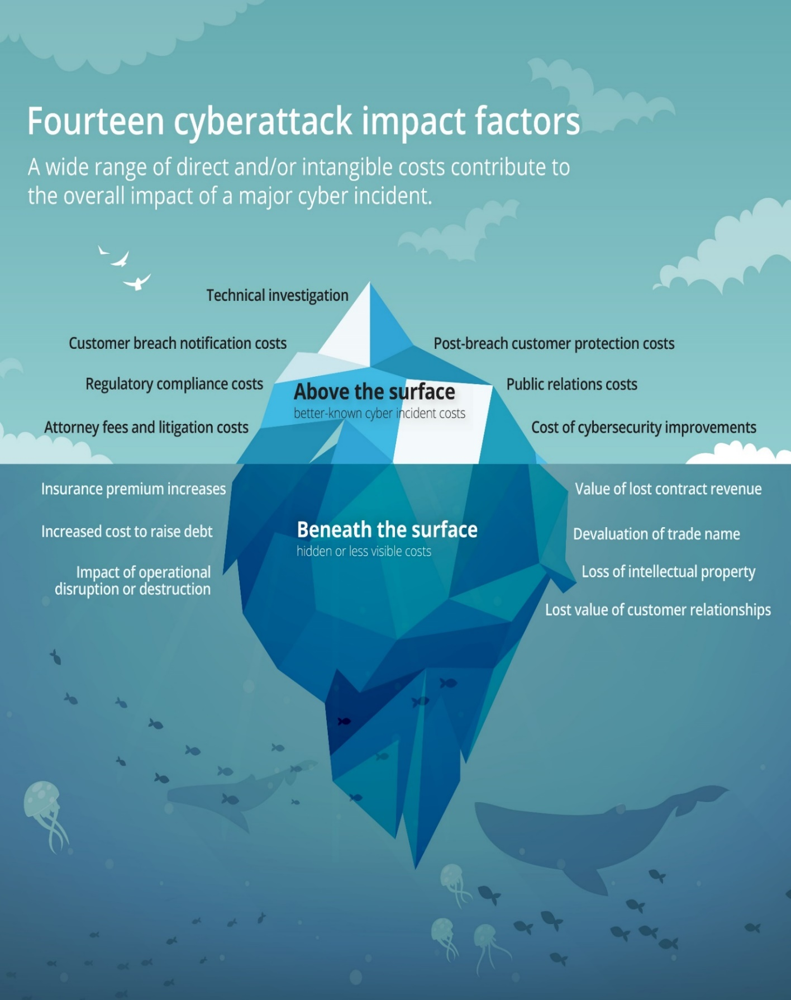 Fourteen cyberattack impact factors
A wide range of direct and/or intangible costs contribute to
the overall impact of a major cyber incident.
Technical investigation
Customer breach notification costs
Post-breach customer protection costs
Regulatory compliance costs
Above the surface
better-known cyber incident costs
Public relations costs
Attorney fees and litigation costs
Cost of cybersecurity improvements
Insurance premium increases
Value of lost contract revenue
Increased cost to raise debt
Beneath the surface
hidden or less visible costs
Devaluation of trade name
Impact of operational
disruption or destruction
Loss of intellectual property
Lost value of customer relationships